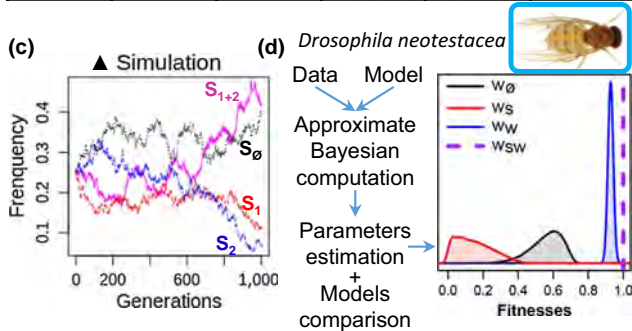 (c)
▲ Simulation
Frenquency
0.1 0.2 0.3 0.4
S1+2
SØ
S1
S2
0 200 600 1,000
Generations
(d)
Drosophila neotestacea
Data Model
Approximate
Bayesian
computation
Parameters
estimation
+
Models
comparison
wØ
wS
wW
wSW
0.0 0.2 0.4 0.6 0.8 1.0
Fitnesses